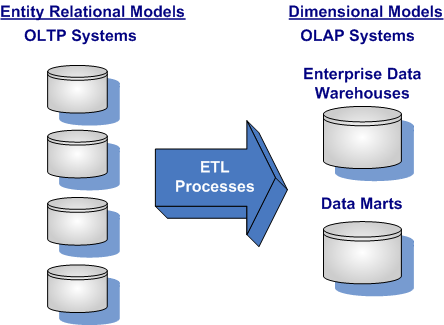 Entity Relational Models
OLTP Systems
Dimensional Models
OLAP Systems
Enterprise Data
Warehouses
ETL
Processes
Data Marts